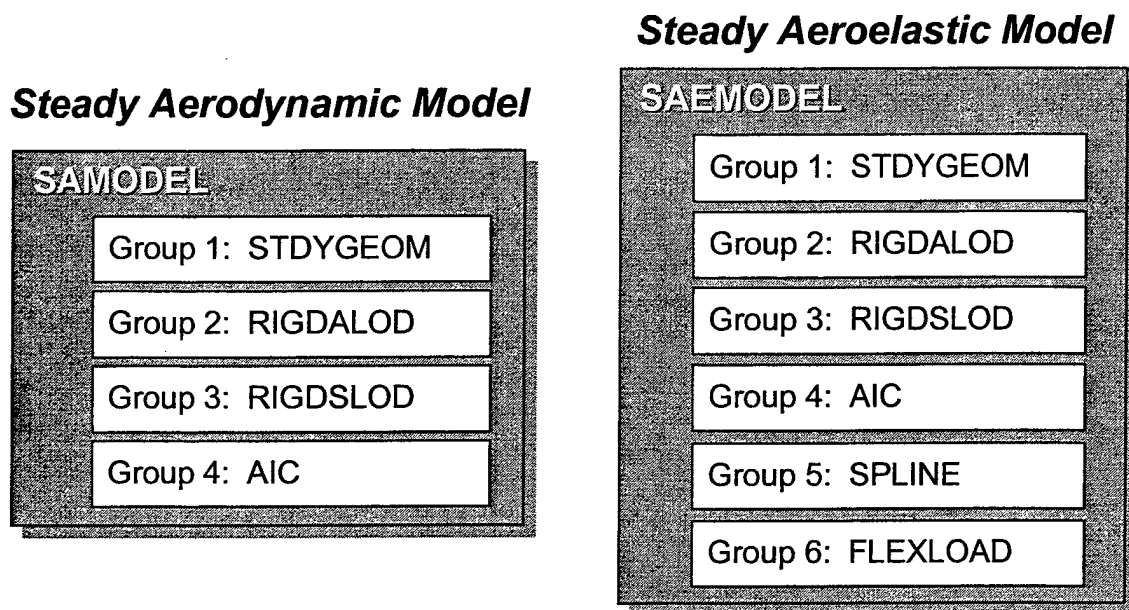 Steady Aerodynamic Model
SAMODEL
Group 1: STDYGEOM
Group 2: RIGDALOD
Group 3: RIGDSLOD
Group 4: AIC
Steady Aeroelastic Model
SAEMODEL
Group 1: STDYGEOM
Group 2: RIGDALOD
Group 3: RIGDSLOD
Group 4: AIC
Group 5: SPLINE
Group 6: FLEXLOAD